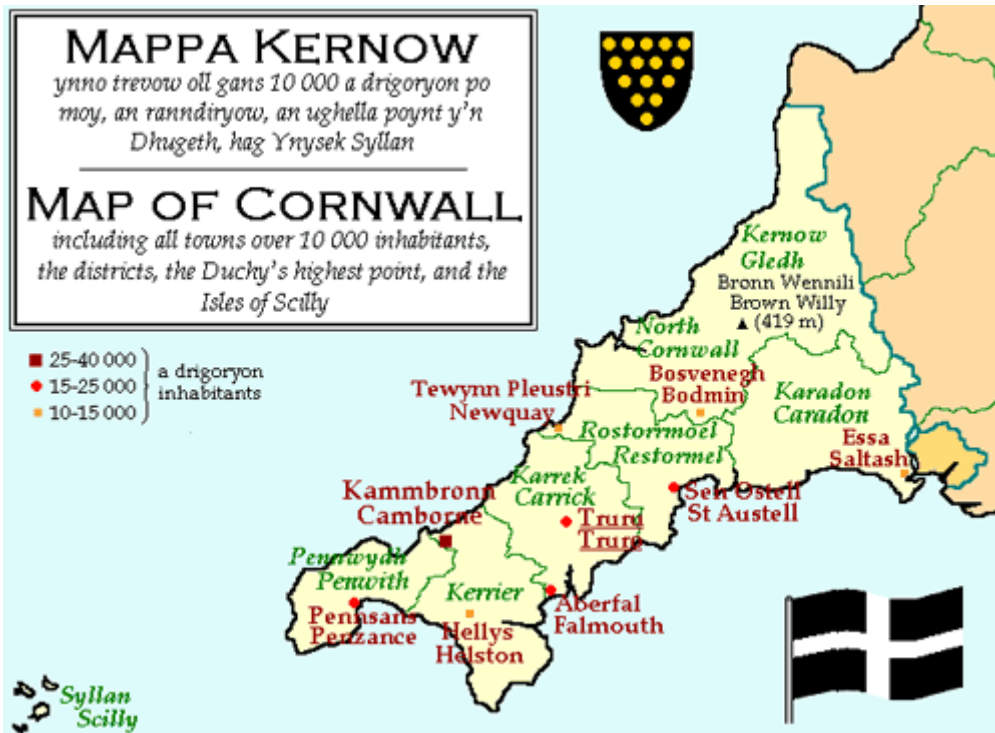 MAPPA KERNOW
ynno trevow oll gans 10 000 a drigoryon po
moy, an ranndiryow, an ughella poynt y'n
Dhugeth, hag Ynysek Syllan
MAP OF CORNWALL
including all towns over 10 000 inhabitants,
the districts, the Duchy's highest point, and the
Isles of Scilly
25-40 000
15-25 000
10-15 000
a drigoryon
inhabitants
Kernow
Gledh
Bronn Wennili
Brown Willy
(419 m)
North
Cornwall
Tewynn Pleustri
Newquay
Bosvenegh
Bodmin
Karadon
Caradon
Rostorrmoel
Restormel
Essa
Saltash
Karrek
Carrick
Kammbronn
Camborne
Sen Ostell
St Austell
Truru
Truro
Pennwydh
Penwith
Kerrier
Aberfal
Falmouth
Pennsans
Penzance
Hellys
Helston
Syllan
Scilly